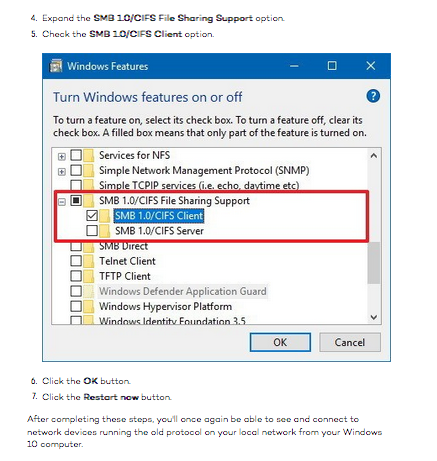 4. Expand the SMB 1.0/CIFS File Sharing Support option.
5. Check the SMB 1.0/CIFS Client option.
Windows Features
Turn Windows features on or off
To turn a feature on, select its check box. To turn a feature off, clear its
check box. A filled box means that only part of the feature is turned on.
Services for NFS
Simple Network Management Protocol (SNMP)
Simple TCPIP services (i.e. echo, daytime etc)
SMB 1.0/CIFS File Sharing Support
SMB 1.0/CIFS Client
SMB 1.0/CIFS Server
SMB Direct
Telnet Client
TFTP Client
Windows Defender Application Guard
Windows Hypervisor Platform
Windows Identity Foundation 3.5
OK Cancel
6. Click the OK button.
7. Click the Restart now button.
After completing these steps, you'll once again be able to see and connect to
network devices running the old protocol on your local network from your Windows
10 computer.